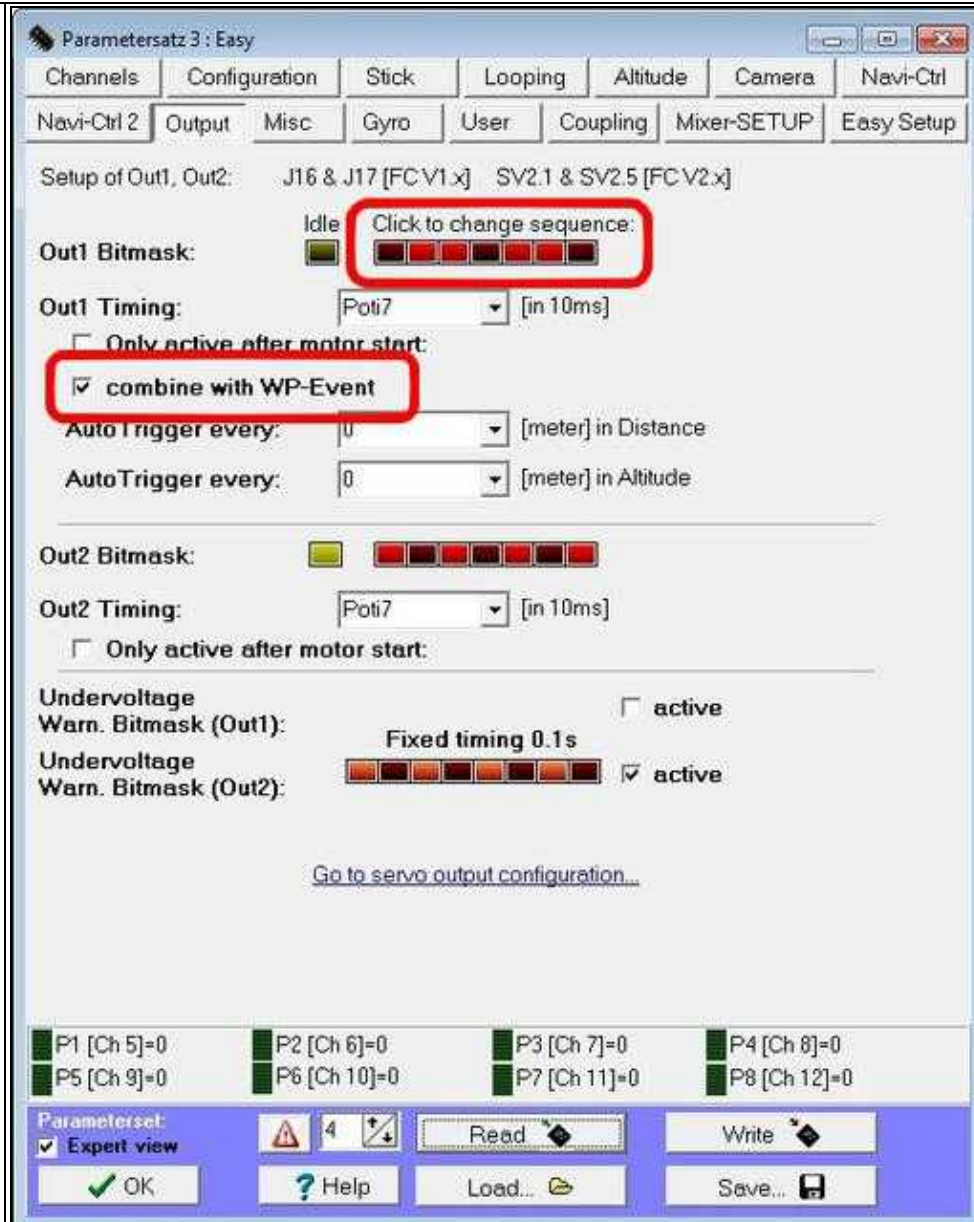 Parametersatz 3 : Easy
Channels Configuration Stick Looping Altitude Camera Navi-Ctrl
Navi-Ctrl 2 Output Misc Gyro User Coupling Mixer-SETUP Easy Setup
Setup of Out1, Out2: J16 & J17 [FC V1.x] SV2.1 & SV2.5 [FC V2.x]
Idle Click to change sequence:
Out1 Bitmask:
Out1 Timing: Poti7 [in 10ms]
Only active after motor start:
combine with WP-Event
AutoTrigger every: 0 [meter] in Distance
AutoTrigger every: 0 [meter] in Altitude
Out2 Bitmask:
Out2 Timing: Poti7 [in 10ms]
Only active after motor start:
Undervoltage
Warn. Bitmask (Out1): active
Fixed timing 0.1s
Undervoltage
Warn. Bitmask (Out2): active
Go to servo output configuration...
P1 [Ch 5]=0 P2 [Ch 6]=0 P3 [Ch 7]=0 P4 [Ch 8]=0
P5 [Ch 9]=0 P6 [Ch 10]=0 P7 [Ch 11]=0 P8 [Ch 12]=0
Parameterset:
Expert view 4 Read Write
OK ? Help Load... Save...